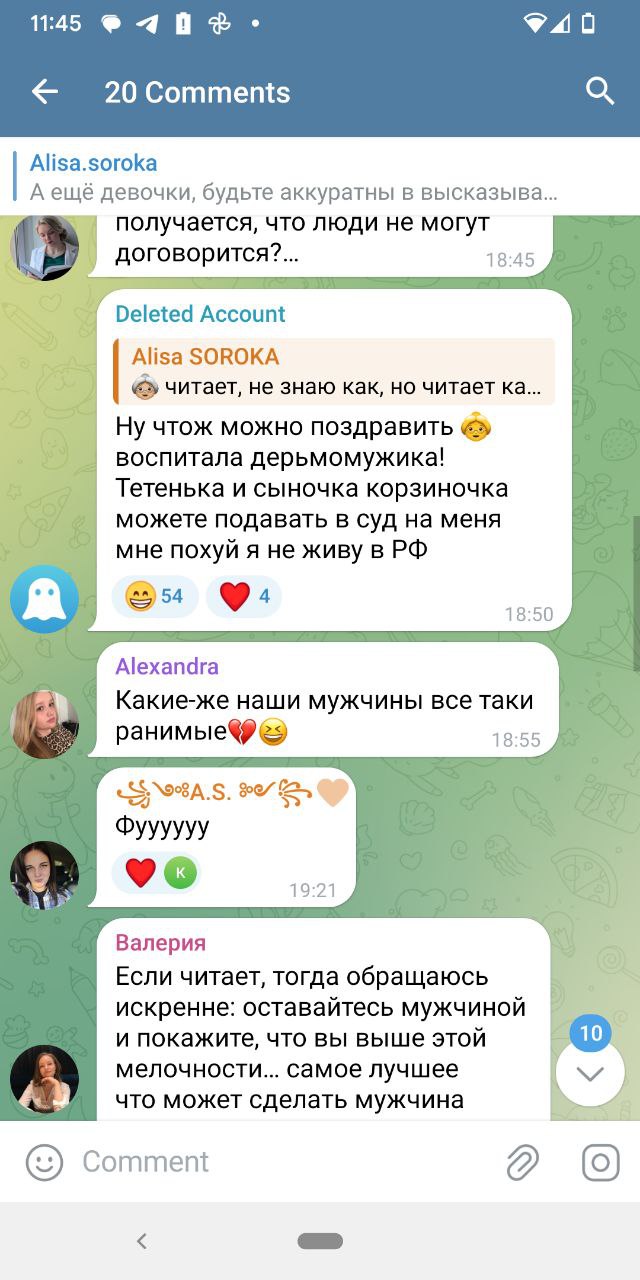 11:45
20 Comments
Alisa.soroka
А ещё девочки, будьте аккуратны в высказыва...
получается, что люди не могут
договорится?...
18:45
Deleted Account
Alisa SOROKA
👵🏼 читает, не знаю как, но читает ка...
Ну чтож можно поздравить 👵
воспитала дерьмомужика!
Тетенька и сыночка корзиночка
можете подавать в суд на меня
мне похуй я не живу в РФ
😁 54 ❤️ 4
18:50
Alexandra
Какие-же наши мужчины все таки
ранимые💔😆
18:55
A.S.
Фуууууу
К
19:21
Валерия
Если читает, тогда обращаюсь
искренне: оставайтесь мужчиной
и покажите, что вы выше этой
мелочности... самое лучшее
что может сделать мужчина
10
Comment